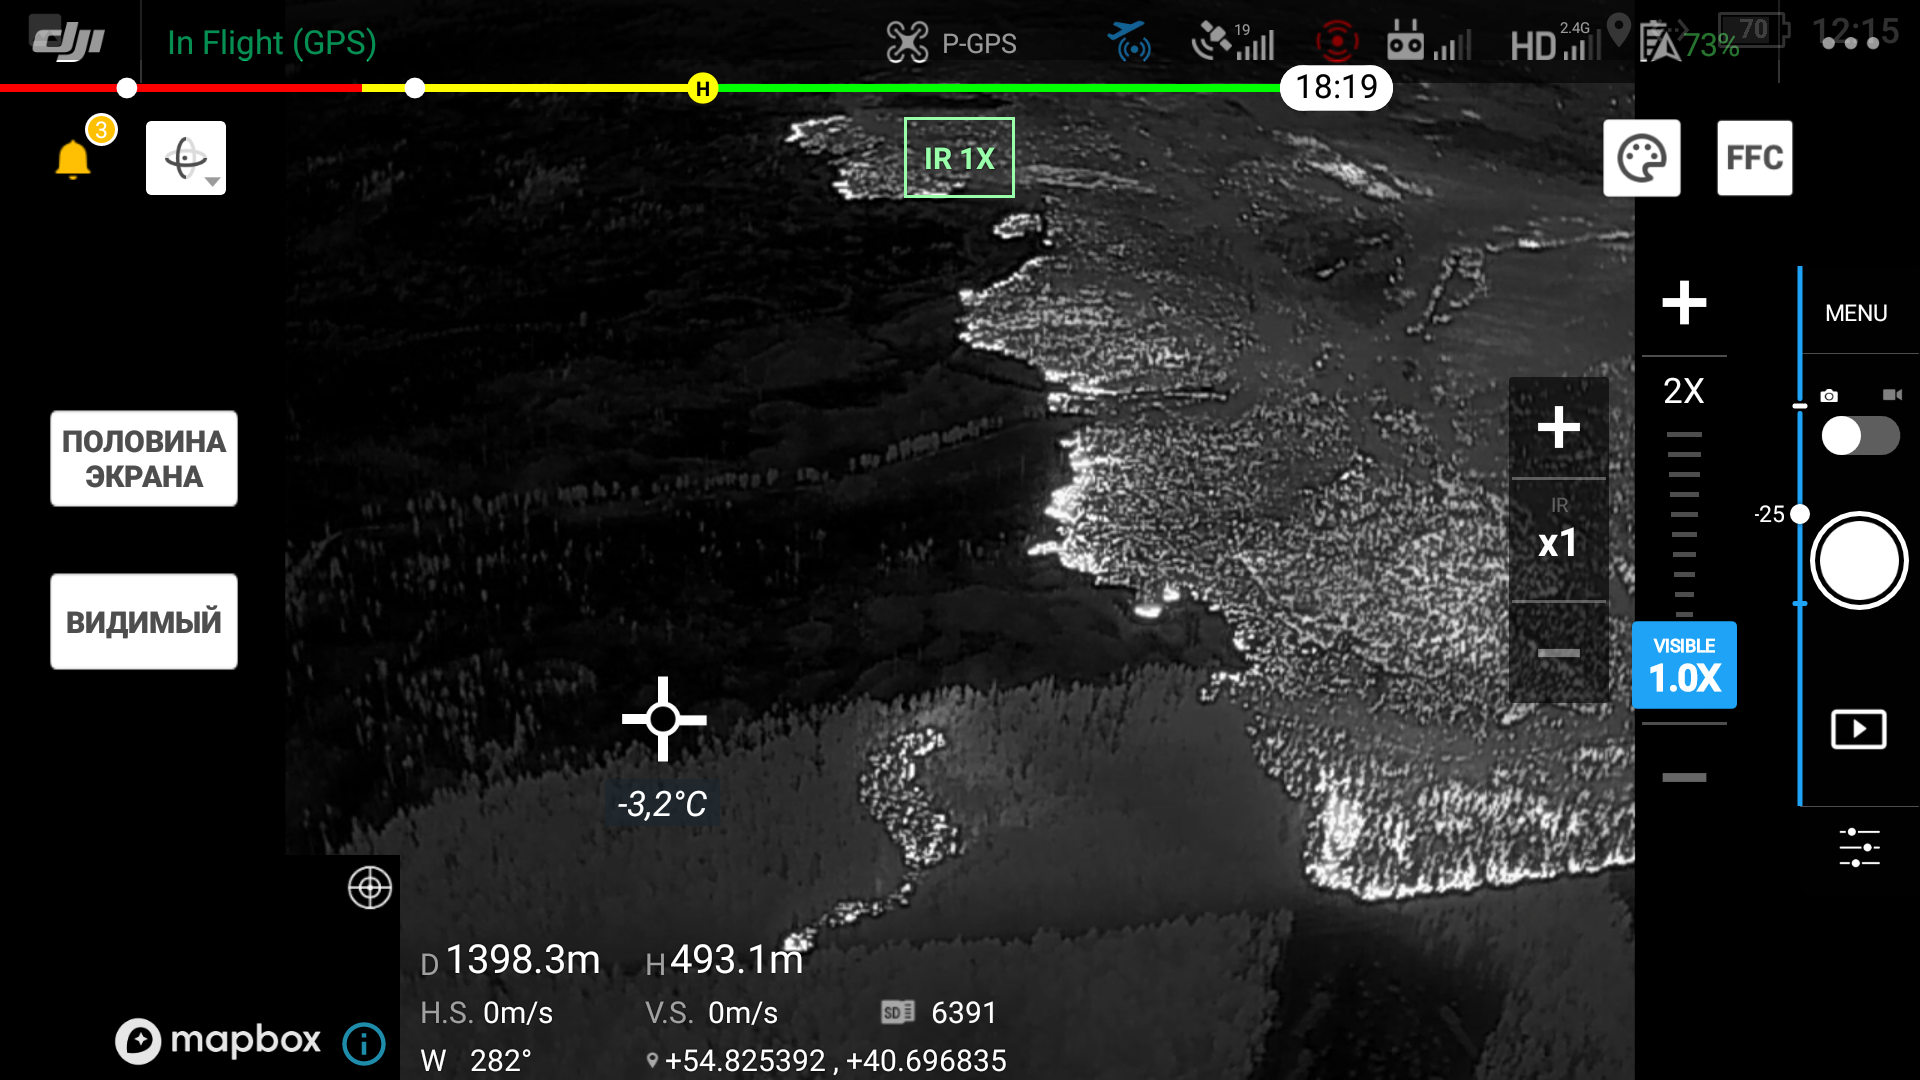 dji
In Flight (GPS)
P-GPS
19
HD
2.4G
73%
70
12:15
H
18:19
3
IR 1X
FFC
MENU
2X
ПОЛОВИНА
ЭКРАНА
IR
x1
-25
ВИДИМЫЙ
VISIBLE
1.0X
-3,2°C
D 1398.3m
H 493.1m
H.S. 0m/s
V.S. 0m/s
SD 6391
W 282°
+54.825392 , +40.696835
mapbox
i